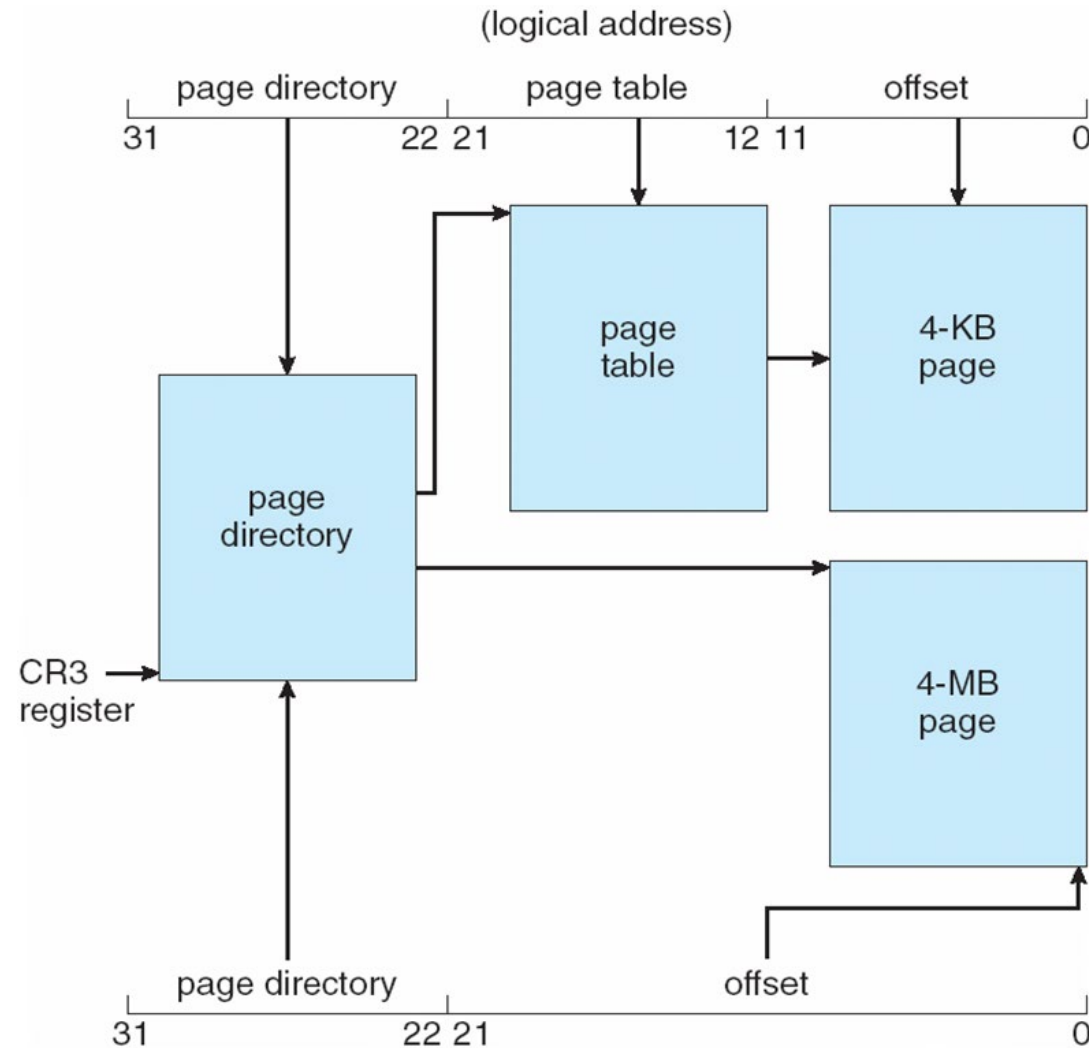 (logical address)
page directory page table offset
31 22 21 12 11 0
page
table
4-KB
page
page
directory
CR3
register
4-MB
page
page directory offset
31 22 21 0